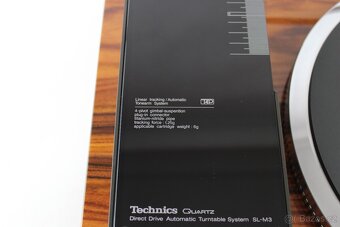 Linear tracking / Automatic
Tonearm System
4-pivot gimbal-suspension
plug-in connector
titanium-nitride pipe
tracking force : 1.25g
applicable cartridge weight : 6g
Technics QUARTZ
Direct Drive Automatic Turntable System SL-M3